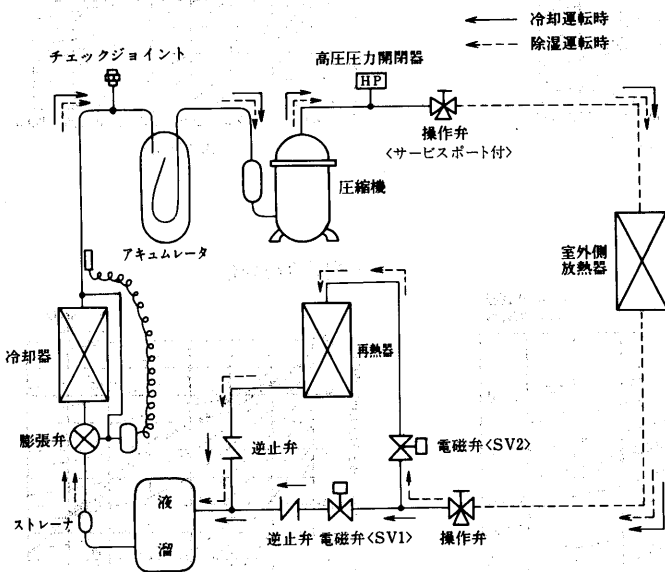 冷却運転時
除湿運転時
チェックジョイント
高圧圧力開閉器
HP
操作弁
〈サービスポート付〉
圧縮機
アキュムレータ
室外側
放熱器
冷却器
再熱器
膨張弁
逆止弁
電磁弁〈SV2〉
ストレーナ
液
溜
逆止弁 電磁弁〈SV1〉 操作弁